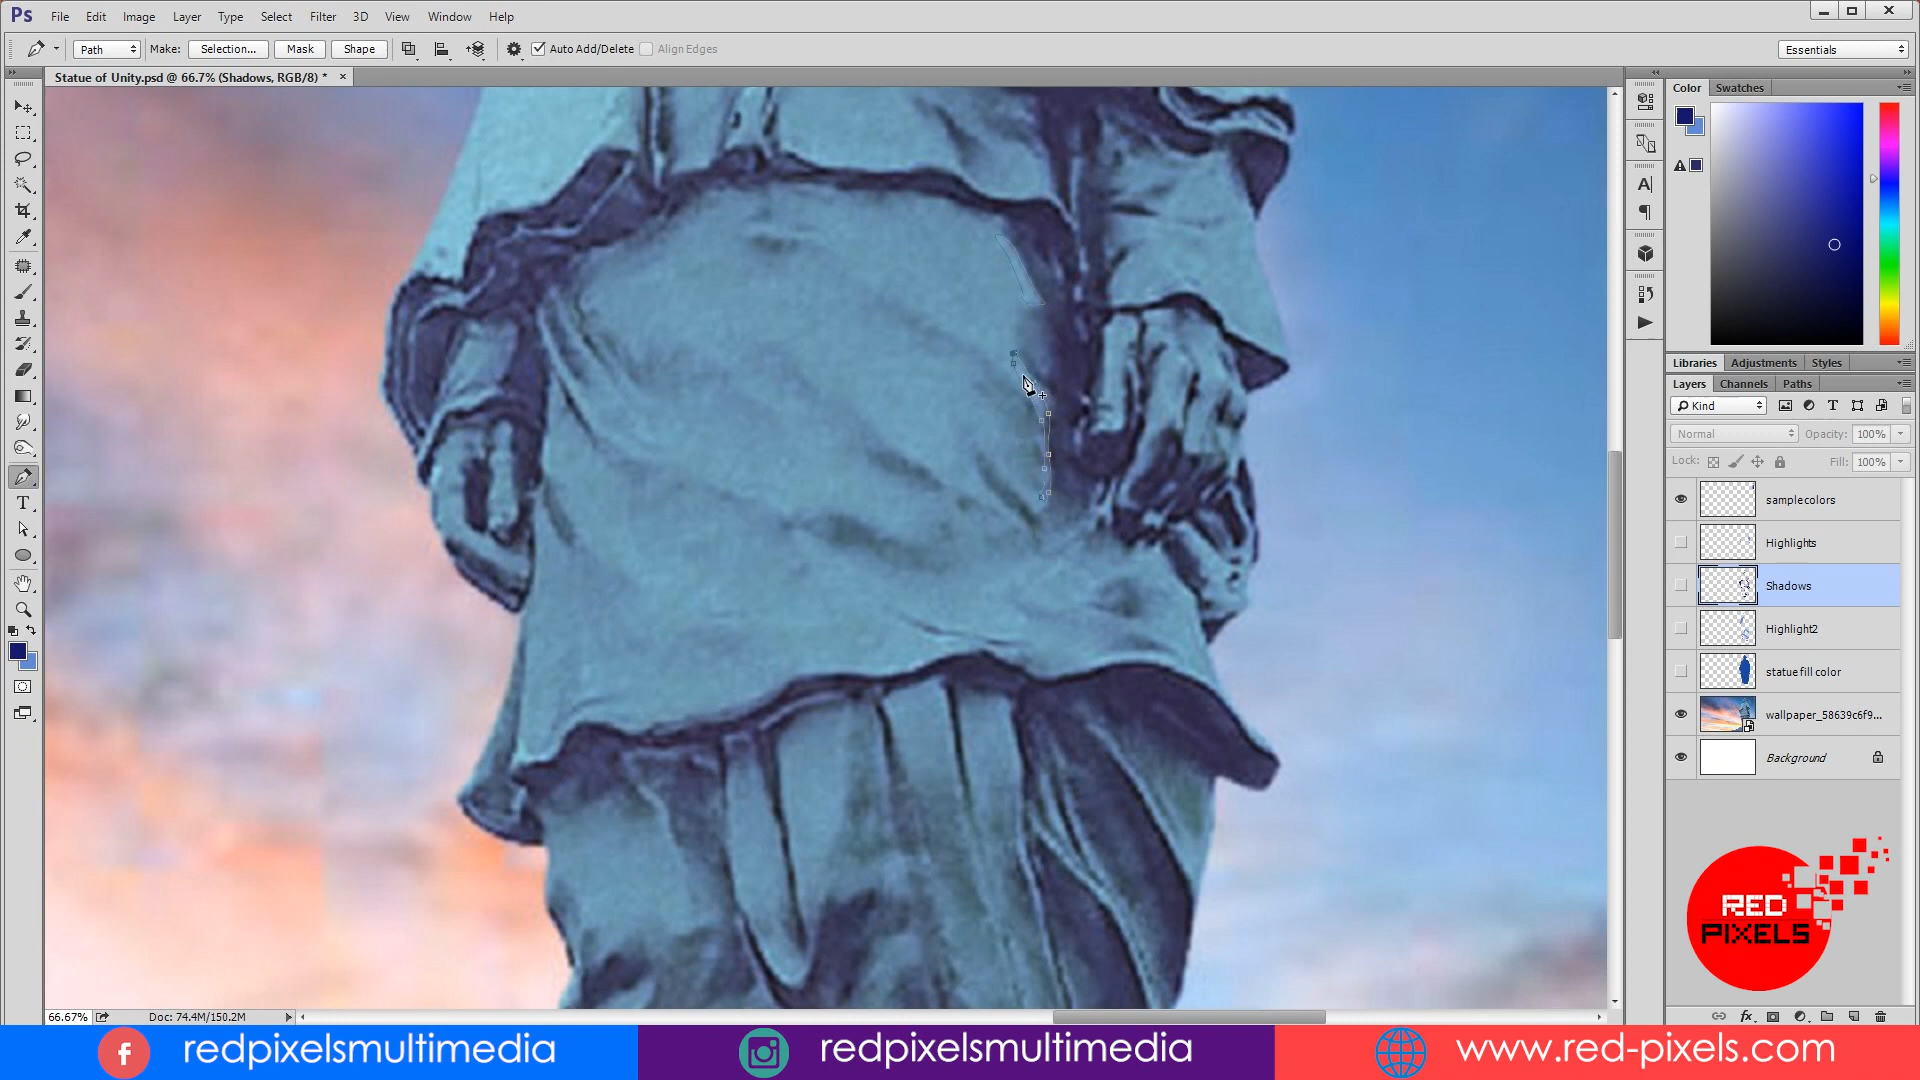 Ps File Edit Image Layer Type Select Filter 3D View Window Help
Path Make: Selection... Mask Shape Auto Add/Delete Align Edges Essentials
Statue of Unity.psd @ 66.7% (Shadows, RGB/8) *
Color Swatches
Libraries Adjustments Styles
Layers Channels Paths
Kind
Normal Opacity: 100%
Lock: Fill: 100%
sample colors
Highlights
Shadows
Highlight2
statue fill color
wallpaper_58639c6f9...
Background
RED
PIXELS
66.67% Doc: 74.4M/150.2M
redpixelsmultimedia redpixelsmultimedia www.red-pixels.com